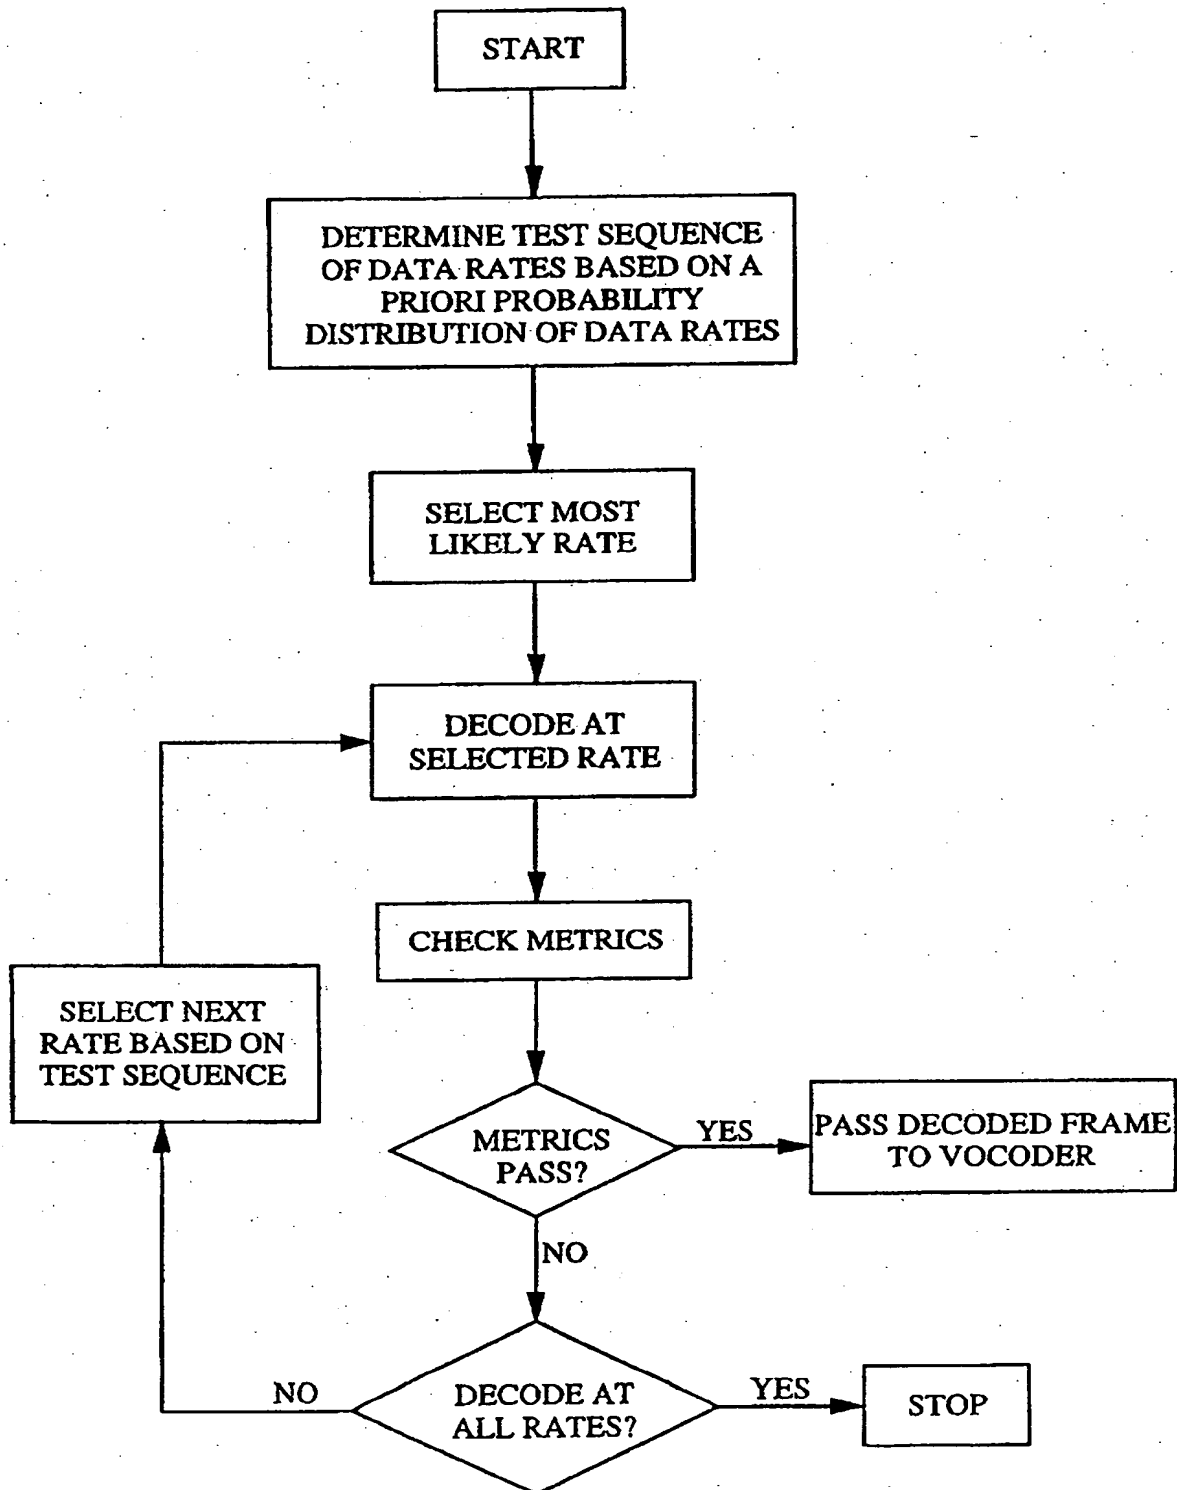 START
DETERMINE TEST SEQUENCE
OF DATA RATES BASED ON A
PRIORI PROBABILITY
DISTRIBUTION OF DATA RATES
SELECT MOST
LIKELY RATE
DECODE AT
SELECTED RATE
CHECK METRICS
SELECT NEXT
RATE BASED ON
TEST SEQUENCE
METRICS
PASS?
YES
PASS DECODED FRAME
TO VOCODER
NO
DECODE AT
ALL RATES?
NO
YES
STOP